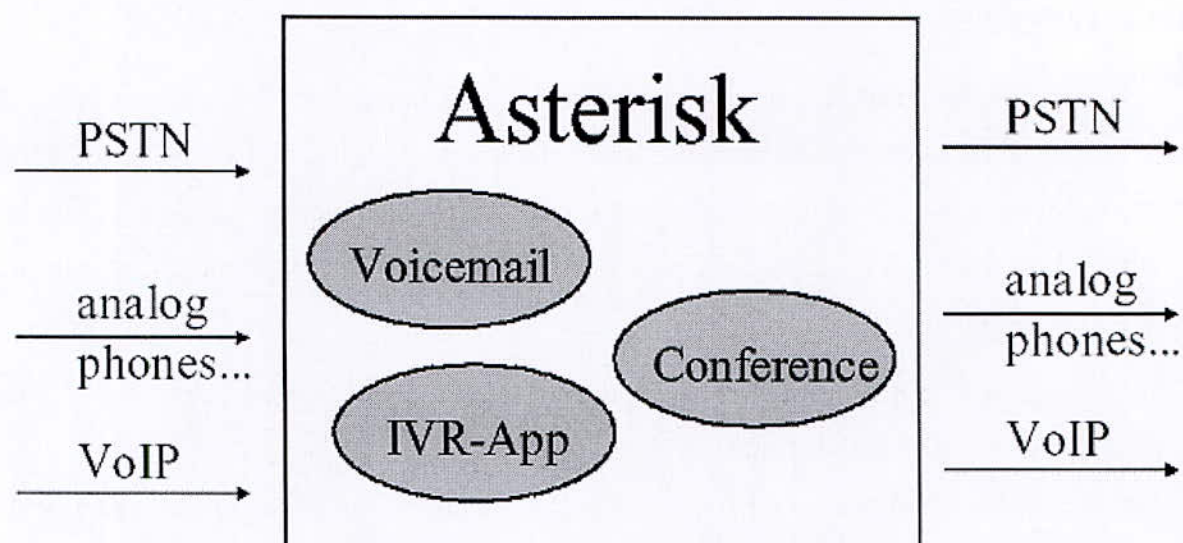 Asterisk
PSTN
analog
phones...
VoIP
Voicemail
IVR-App
Conference
PSTN
analog
phones...
VoIP